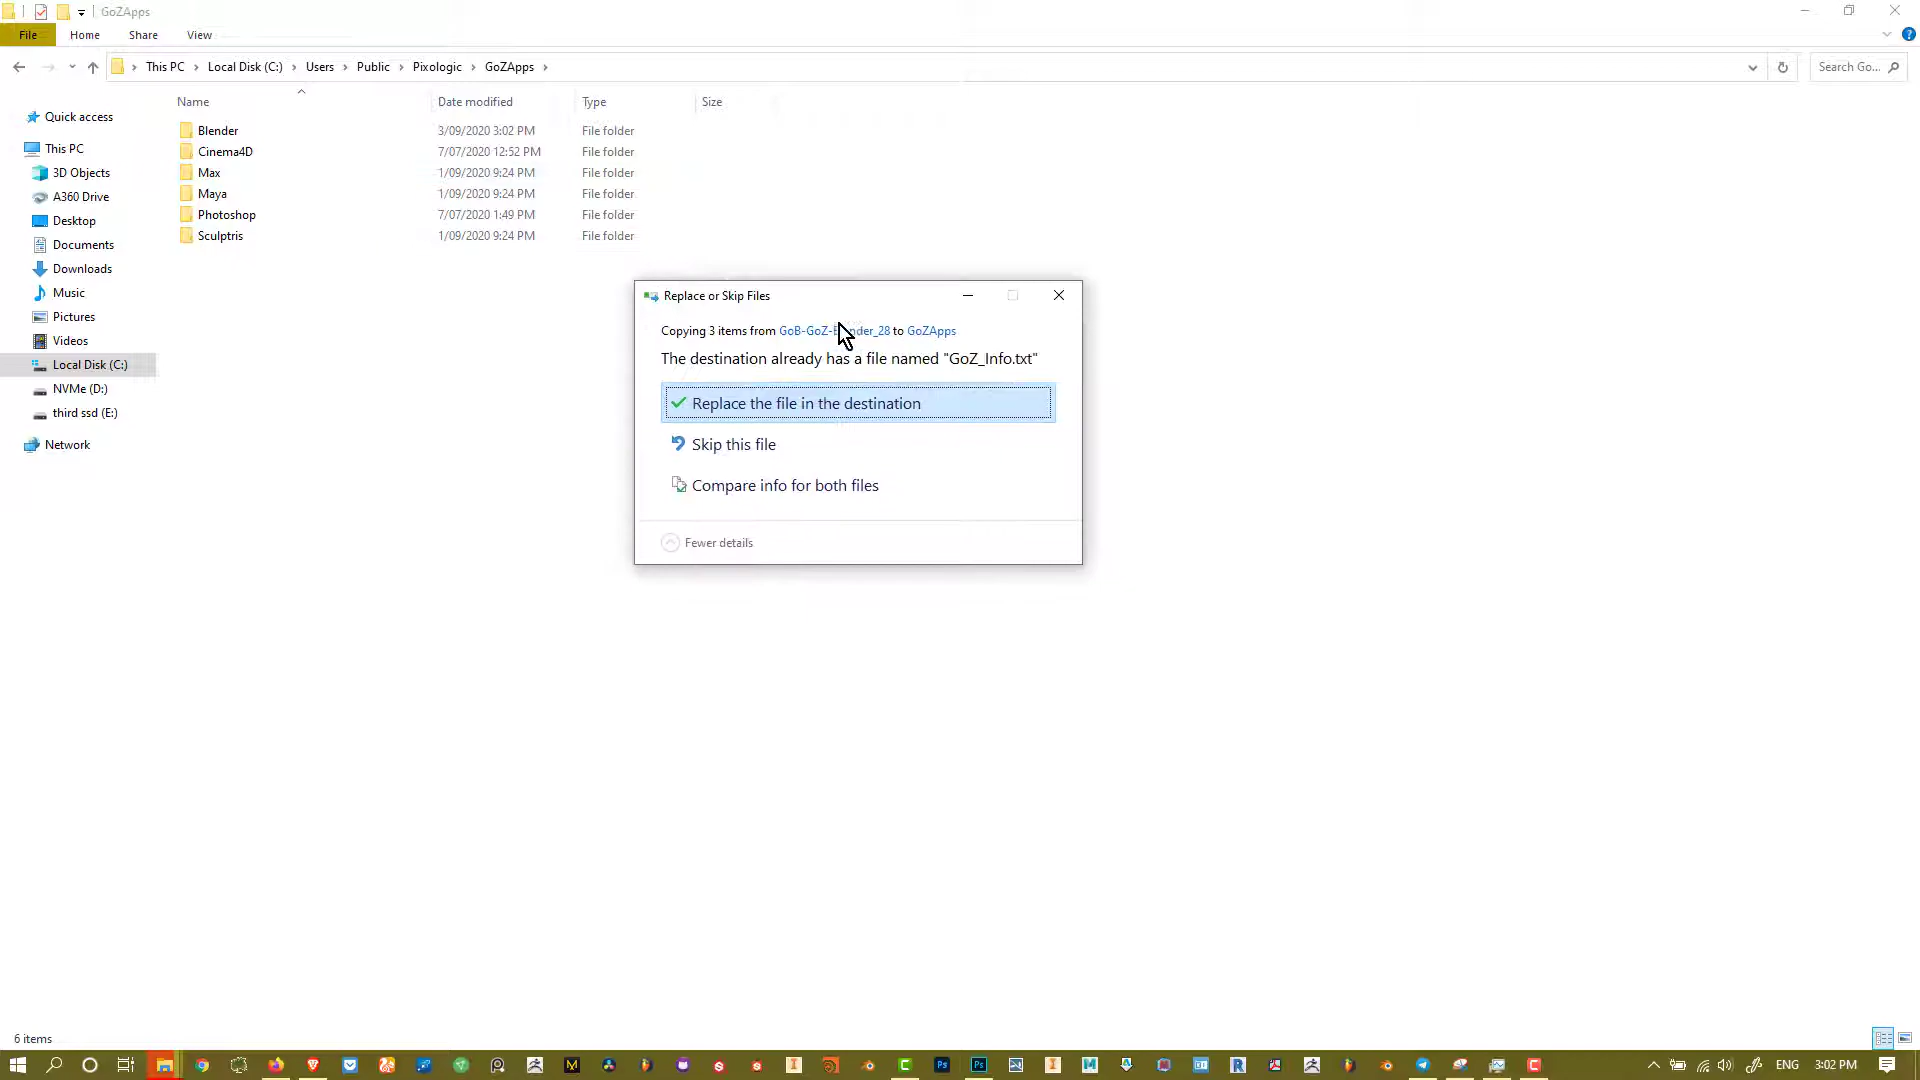 GoZApps
File Home Share View
This PC Local Disk (C:) Users Public Pixologic GoZApps
Search Go...
Name Date modified Type Size
Blender 3/09/2020 3:02 PM File folder
Cinema4D 7/07/2020 12:52 PM File folder
Max 1/09/2020 9:24 PM File folder
Maya 1/09/2020 9:24 PM File folder
Photoshop 7/07/2020 1:49 PM File folder
Sculptris 1/09/2020 9:24 PM File folder
Quick access
This PC
3D Objects
A360 Drive
Desktop
Documents
Downloads
Music
Pictures
Videos
Local Disk (C:)
NVMe (D:)
third ssd (E:)
Network
Replace or Skip Files
Copying 3 items from to GoZApps
The destination already has a file named "GoZ_Info.txt"
Replace the file in the destination
Skip this file
Compare info for both files
Fewer details
6 items
ENG 3:02 PM